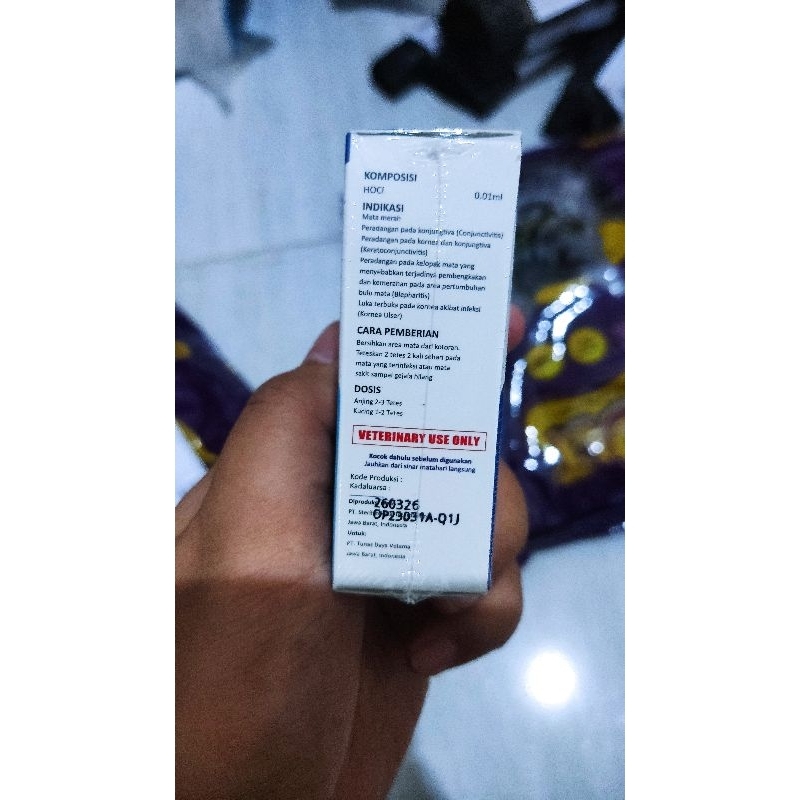 KOMPOSISI
HOCl 0.01ml
INDIKASI
Mata merah
Peradangan pada konjungtiva (Conjunctivitis)
Peradangan pada kornea dan konjungtiva
(Keratoconjunctivitis)
Peradangan pada kelopak mata yang
menyebabkan terjadinya pembengkakan
dan kemerahan pada area pertumbuhan
bulu mata (Blepharitis)
Luka terbuka pada kornea akibat infeksi
(Kornea Ulser)
CARA PEMBERIAN
Bersihkan area mata dari kotoran.
Teteskan 2 tetes 2 kali sehari pada
mata yang terinfeksi atau mata
sakit sampai gejala hilang
DOSIS
Anjing 2-3 Tetes
Kucing 1-2 Tetes
VETERINARY USE ONLY
Kocok dahulu sebelum digunakan
Jauhkan dari sinar matahari langsung
Kode Produksi :
Kadaluarsa :
260326
OP23031A-Q1J
PT.
Jawa Barat, Indonesia
Untuk:
PT. Tunas Daya
Jawa Barat, Indonesia